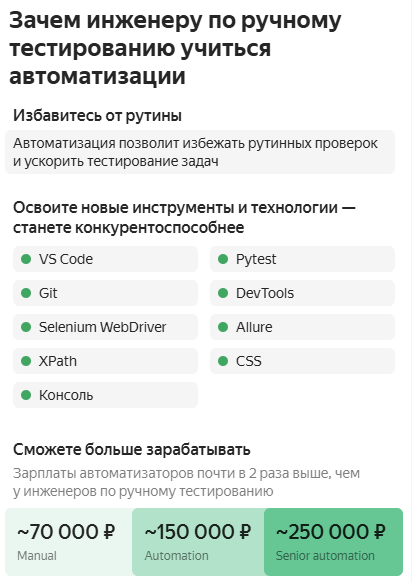 Зачем инженеру по ручному
тестированию учиться
автоматизации
Избавитесь от рутины
Автоматизация позволит избежать рутинных проверок
и ускорить тестирование задач
Освоите новые инструменты и технологии —
станете конкурентоспособнее
VS Code
Pytest
Git
DevTools
Selenium WebDriver
Allure
XPath
CSS
Консоль
Сможете больше зарабатывать
Зарплаты автоматизаторов почти в 2 раза выше, чем
у инженеров по ручному тестированию
~70 000 ₽
~150 000 ₽
~250 000 ₽
Manual
Automation
Senior automation